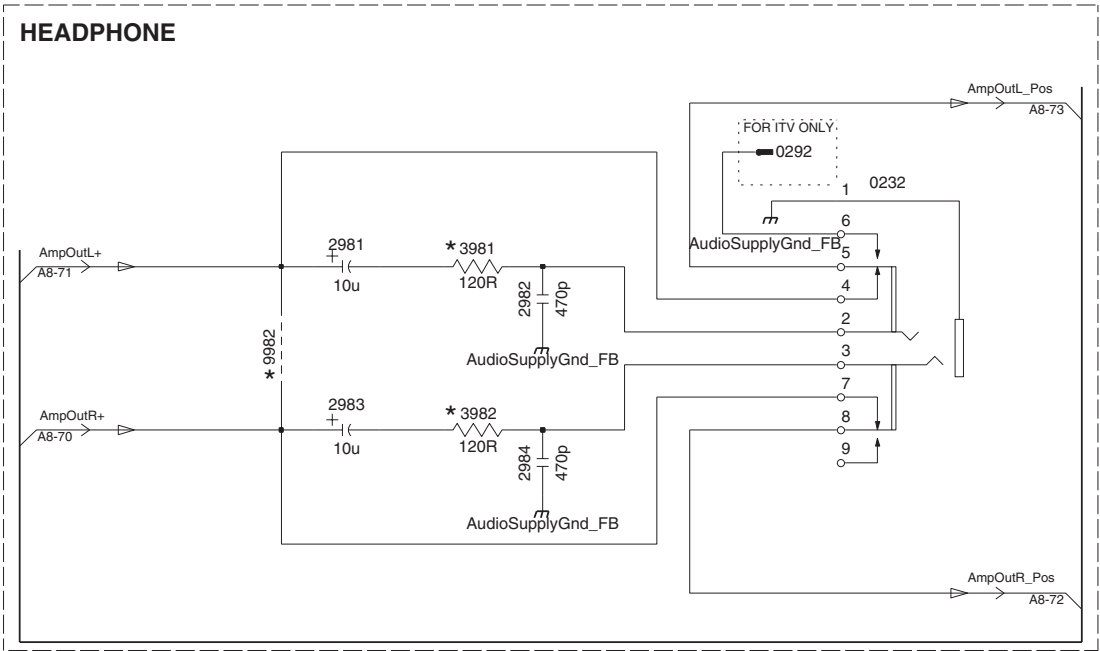 HEADPHONE
AmpOutL_Pos
A8-73
FOR ITV ONLY
0292
1
0232
6
AudioSupplyGnd_FB
5
AmpOutL+
A8-71
+
2981
10u
* 3981
120R
2982
470p
4
2
AudioSupplyGnd_FB
* 9982
3
7
AmpOutR+
A8-70
+
2983
10u
* 3982
120R
8
2984
470p
9
AudioSupplyGnd_FB
AmpOutR_Pos
A8-72